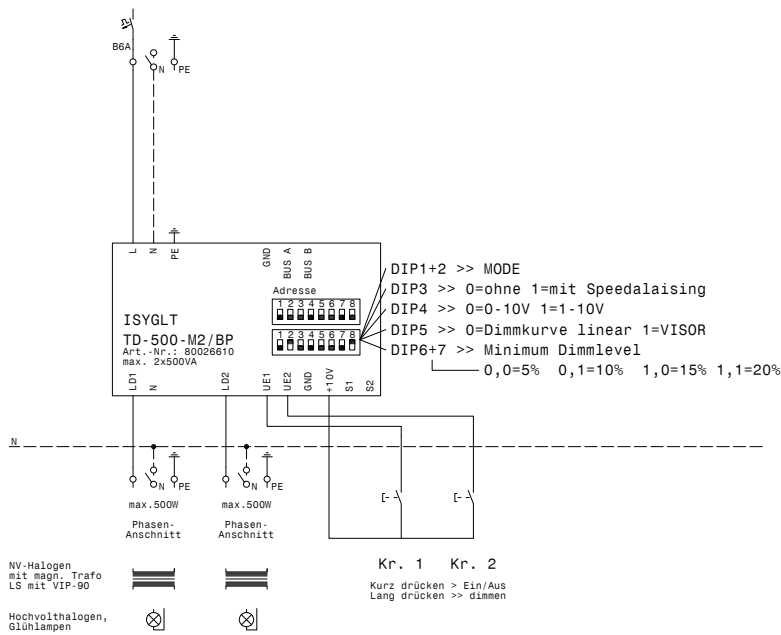 B6A
N
PE
L
N
PE
GND
BUS A
BUS B
Adresse
1 2 3 4 5 6 7 8
1 2 3 4 5 6 7 8
ISYGLT
TD-500-M2/BP
Art.-Nr.: 80026610
max. 2x500VA
DIP1+2 >> MODE
DIP3 >> 0=ohne 1=mit Speedalaising
DIP4 >> 0=0-10V 1=1-10V
DIP5 >> 0=Dimmkurve linear 1=VISOR
DIP6+7 >> Minimum Dimmlevel
0,0=5% 0,1=10% 1,0=15% 1,1=20%
LD1
N
LD2
UE1
UE2
GND
+10V
S1
S2
N
N
PE
N
PE
max.500W
max.500W
Phasen-
Anschnitt
Phasen-
Anschnitt
Kr. 1 Kr. 2
Kurz drücken > Ein/Aus
Lang drücken >> dimmen
NV-Halogen
mit magn. Trafo
LS mit VIP-90
Hochvolthalogen,
Glühlampen